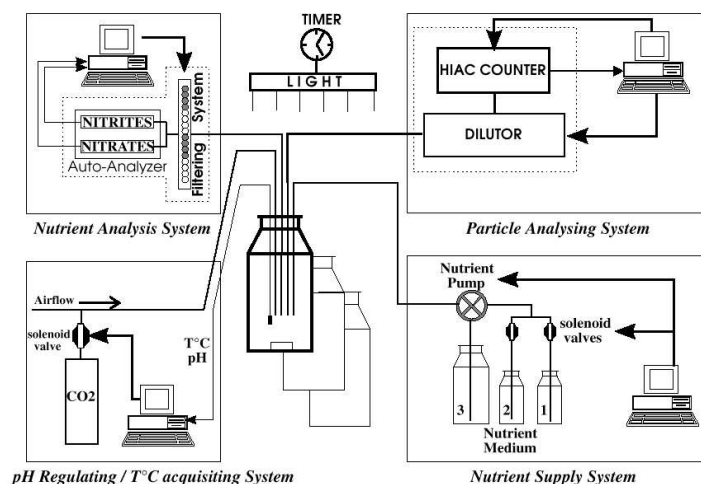 TIMER
LIGHT
System
Filtering
NITRITES
NITRATES
Auto-Analyzer
Nutrient Analysis System
HIAC COUNTER
DILUTOR
Particle Analysing System
Airflow
solenoid
valve
CO2
T°C
pH
pH Regulating / T°C acquisiting System
Nutrient
Pump
solenoid
valves
3
2
1
Nutrient
Medium
Nutrient Supply System